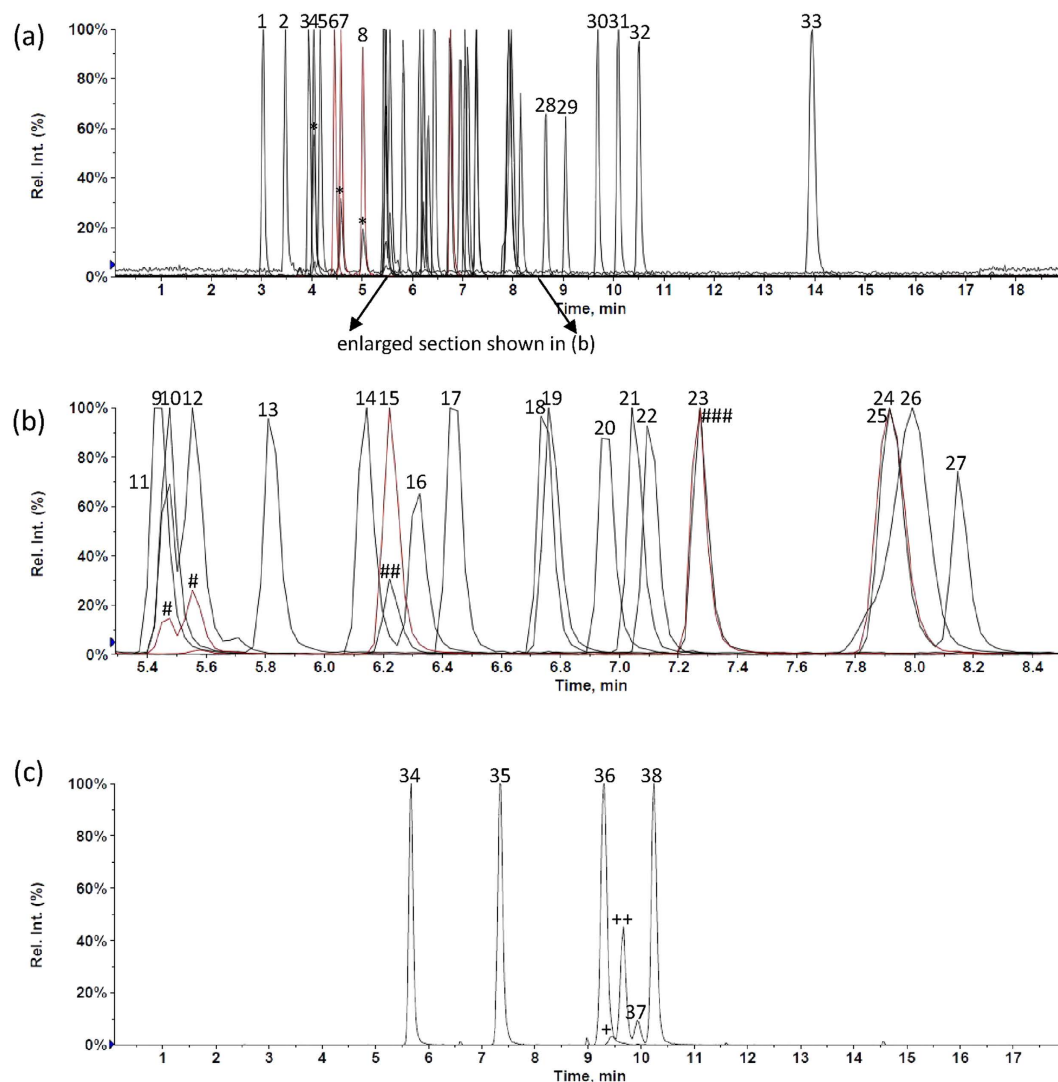 (a)
Rel. Int. (%)
1 2 34567 8 30 31 32 33
28 29
100%
80%
60%
40%
20%
0%
* * *
1 2 3 4 5 6 7 8 9 10 11 12 13 14 15 16 17 18
Time, min
enlarged section shown in (b)
(b)
Rel. Int. (%)
9 10 12 13 14 15 17 18 19 20 21 22 23 24 26
11 16 25 27
###
##
# #
100%
80%
60%
40%
20%
0%
5.4 5.6 5.8 6.0 6.2 6.4 6.6 6.8 7.0 7.2 7.4 7.6 7.8 8.0 8.2 8.4
Time, min
(c)
Rel. Int. (%)
34 35 36 38
++
+ 37
100%
80%
60%
40%
20%
0%
1 2 3 4 5 6 7 8 9 10 11 12 13 14 15 16 17
Time, min